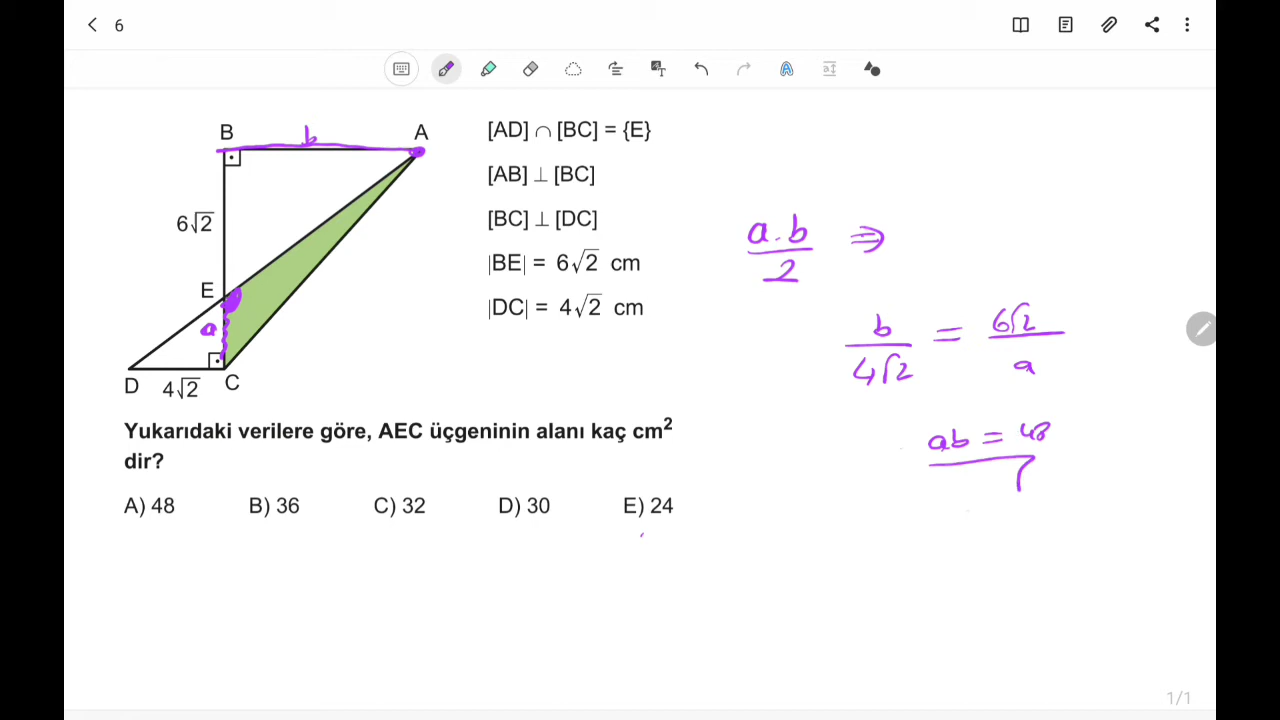 6
B
b
A
[AD] ∩ [BC] = {E}
[AB] ⊥ [BC]
6√2
[BC] ⊥ [DC]
a.b/2 ⇒
|BE| = 6√2 cm
E
|DC| = 4√2 cm
a
b/4√2 = 6√2/a
D 4√2 C
Yukarıdaki verilere göre, AEC üçgeninin alanı kaç cm²
dir?
ab = 48
A) 48 B) 36 C) 32 D) 30 E) 24
1/1